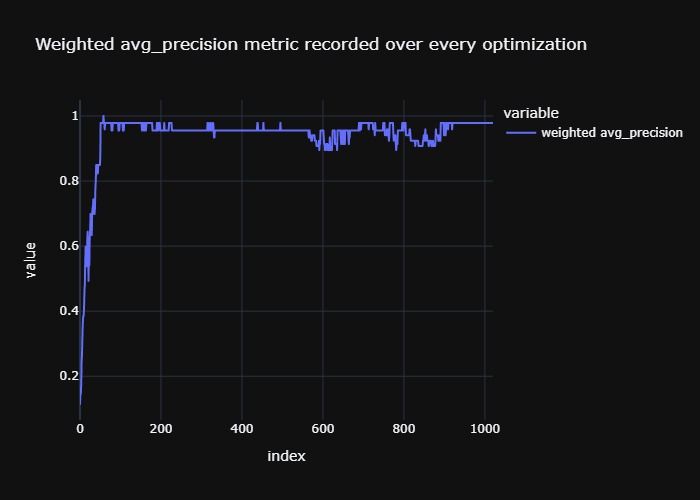 Weighted avg_precision metric recorded over every optimization
variable
weighted avg_precision
value
1
0.8
0.6
0.4
0.2
0 200 400 600 800 1000
index